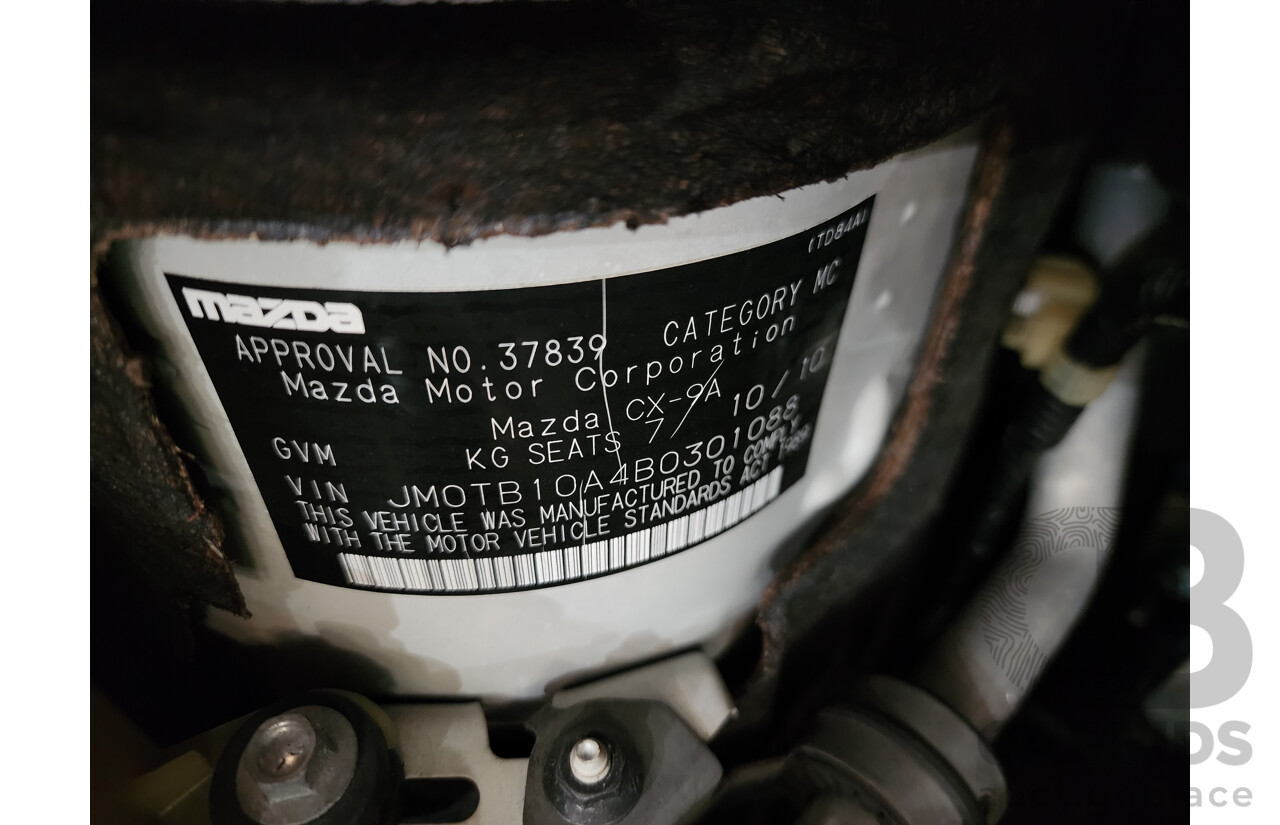 (TD84A)
mazda
APPROVAL NO.37839 CATEGORY MC
Mazda Motor Corporation
Mazda CX-9A 10/10
GVM KG SEATS 7
VIN JM0TB10A4B0301088
THIS VEHICLE WAS MANUFACTURED TO COMPLY
WITH THE MOTOR VEHICLE STANDARDS ACT 1989